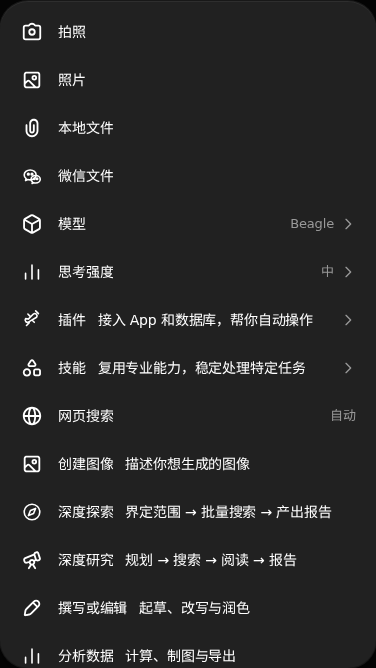 拍照
照片
本地文件
微信文件
模型 Beagle
思考强度 中
插件 接入 App 和数据库，帮你自动操作
技能 复用专业能力，稳定处理特定任务
网页搜索 自动
创建图像 描述你想生成的图像
深度探索 界定范围 → 批量搜索 → 产出报告
深度研究 规划 → 搜索 → 阅读 → 报告
撰写或编辑 起草、改写与润色
分析数据 计算、制图与导出